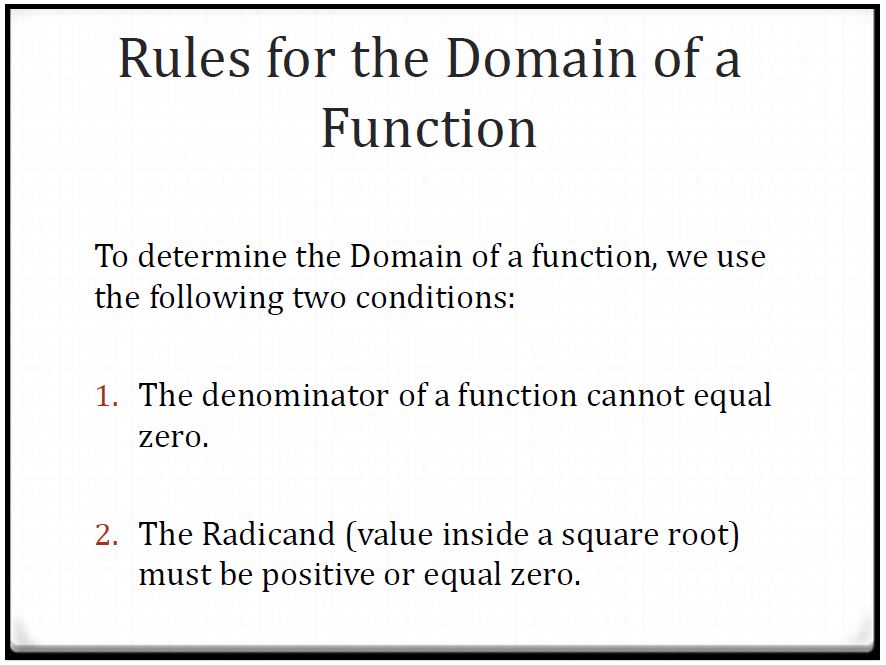 Rules for the Domain of a
Function
To determine the Domain of a function, we use
the following two conditions:
1. The denominator of a function cannot equal
zero.
2. The Radicand (value inside a square root)
must be positive or equal zero.